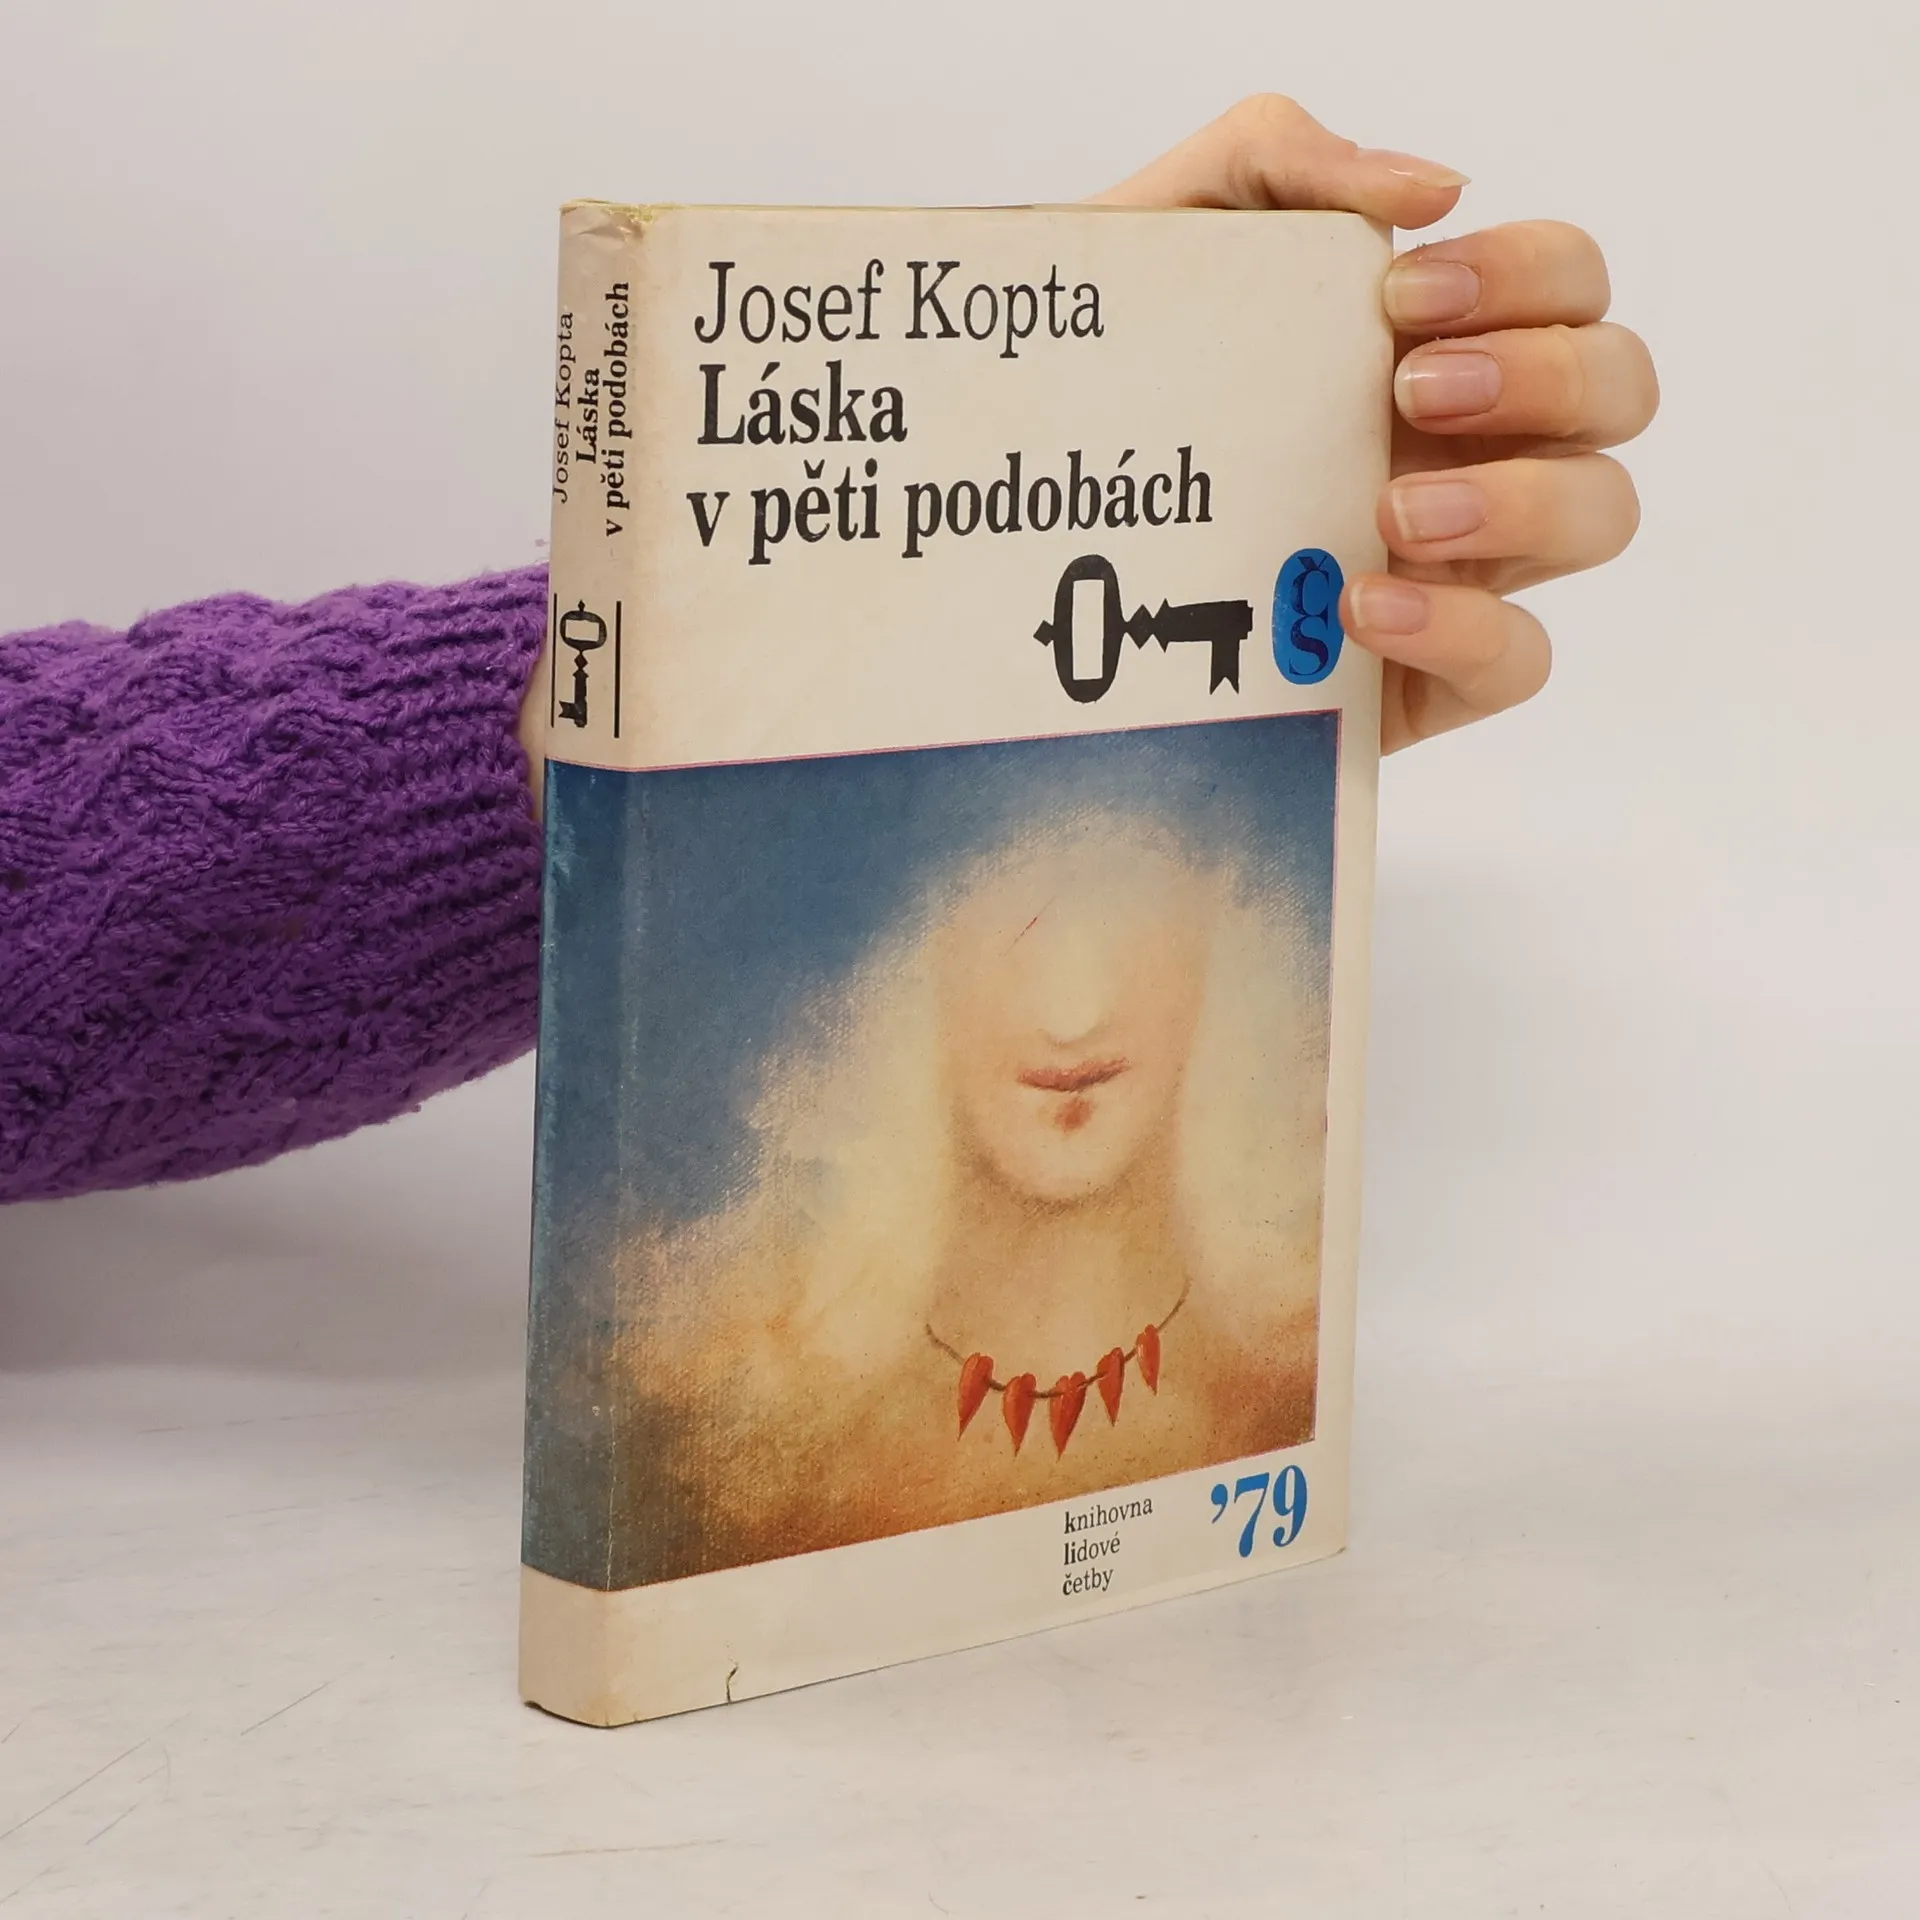 Josef Kopta
Láska
v pěti podobách
Josef Kopta
Láska
v pěti podobách
ČS
knihovna
lidové
četby
’79